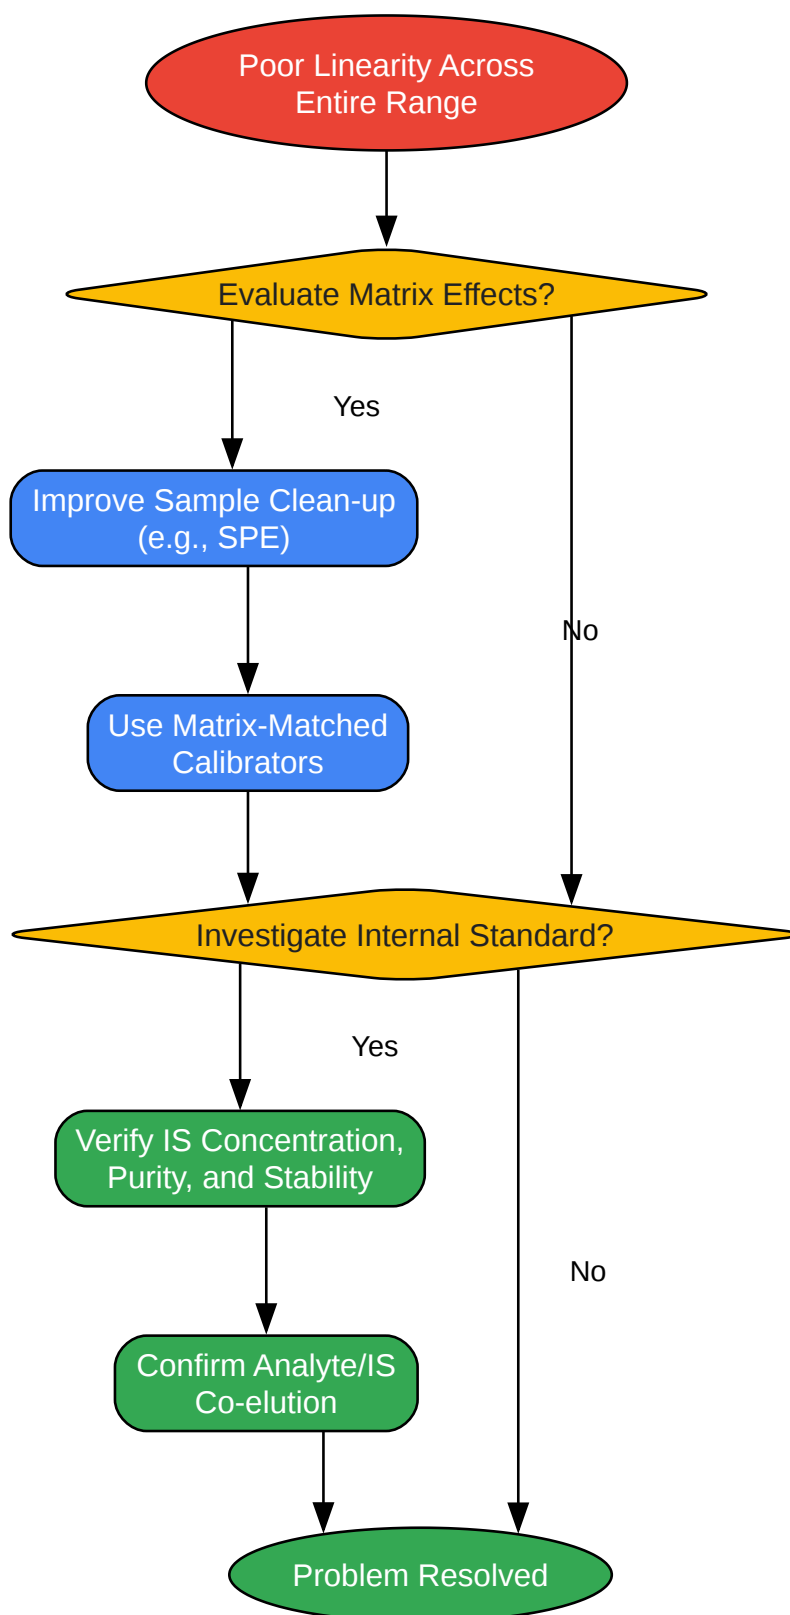 Poor Linearity Across
Entire Range
Evaluate Matrix Effects?
Yes
Improve Sample Clean-up
(e.g., SPE)
No
Use Matrix-Matched
Calibrators
Investigate Internal Standard?
Yes
Verify IS Concentration,
Purity, and Stability
No
Confirm Analyte/IS
Co-elution
Problem Resolved